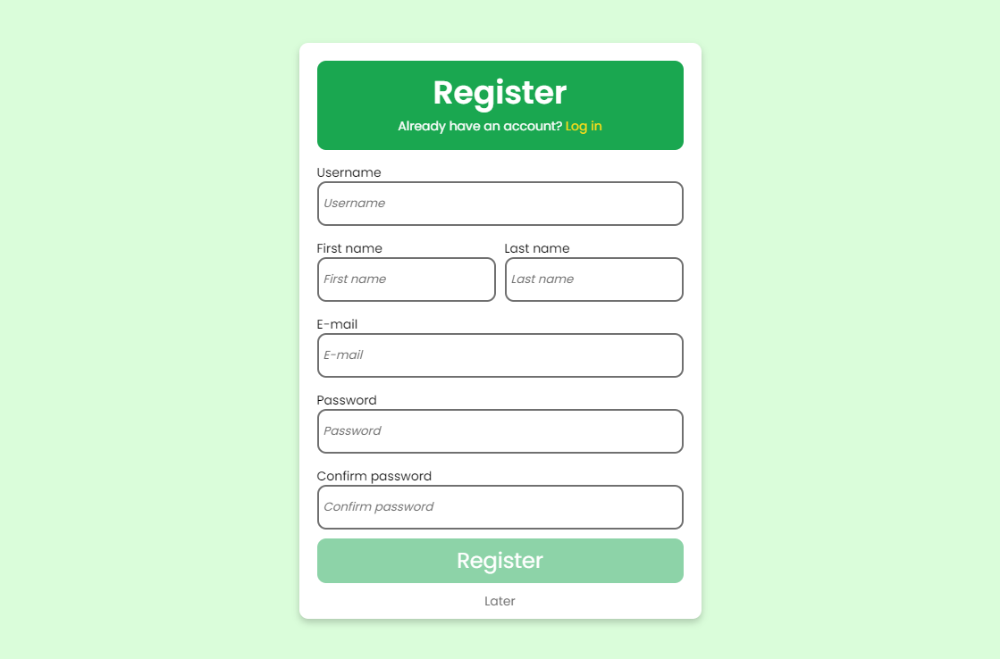 Register
Already have an account? Log in
Username
Username
First name Last name
First name Last name
E-mail
E-mail
Password
Password
Confirm password
Confirm password
Register
Later